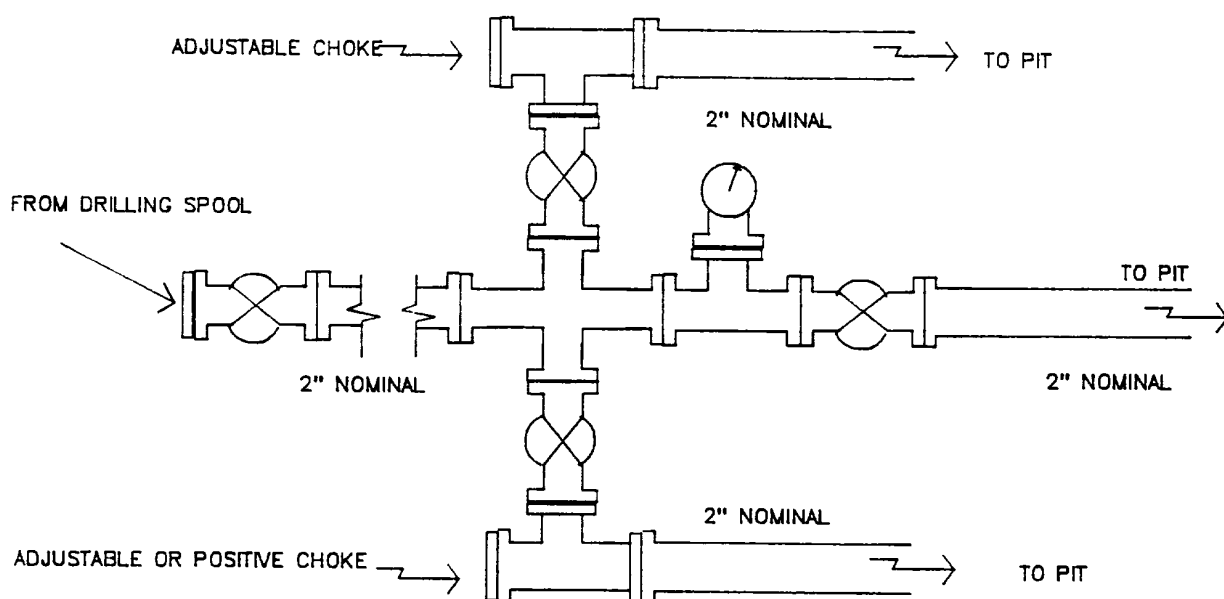 ADJUSTABLE CHOKE
TO PIT
2" NOMINAL
FROM DRILLING SPOOL
TO PIT
2" NOMINAL
2" NOMINAL
2" NOMINAL
ADJUSTABLE OR POSITIVE CHOKE
TO PIT